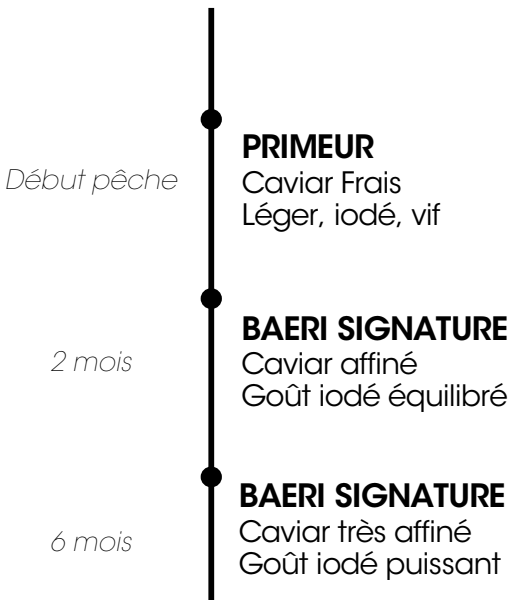 Début pêche
PRIMEUR
Caviar Frais
Léger, iodé, vif
2 mois
BAERI SIGNATURE
Caviar affiné
Goût iodé équilibré
6 mois
BAERI SIGNATURE
Caviar très affiné
Goût iodé puissant